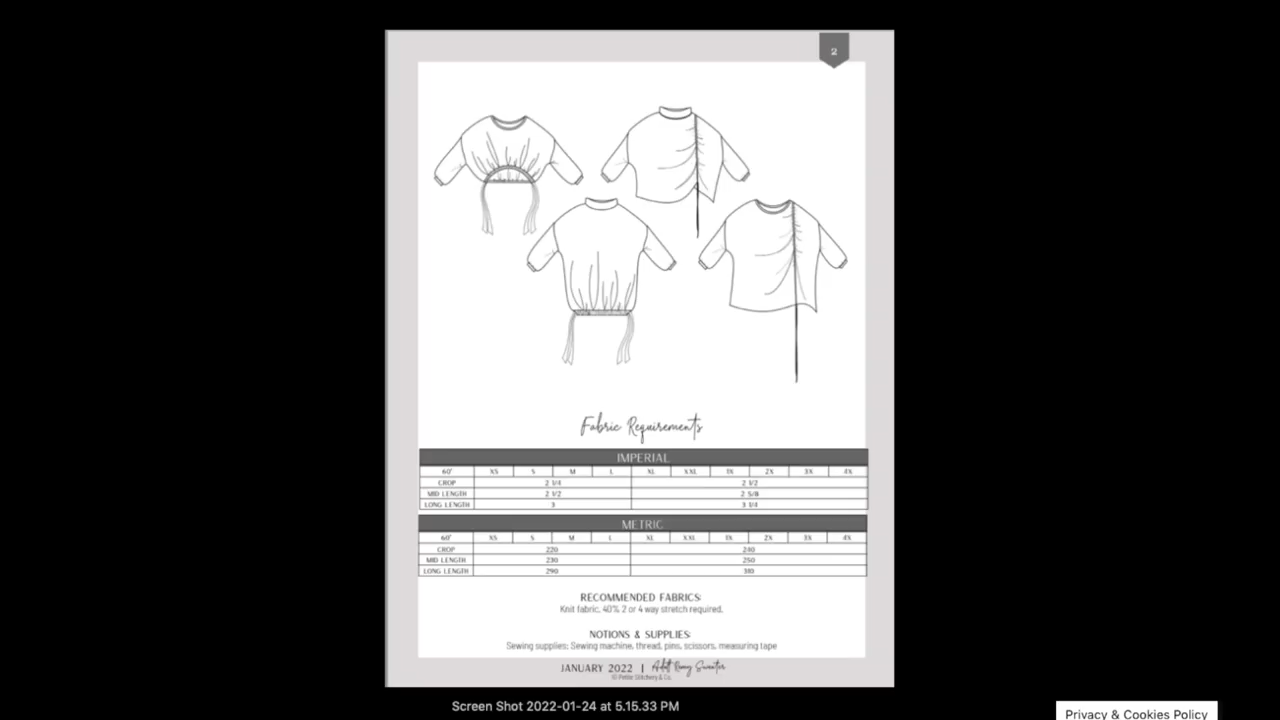 2
Fabric Requirements
IMPERIAL
60" XS S M L XL XXL 1X 2X 3X 4X
CROP 2 1/4 2 1/2
MID LENGTH 2 1/2 2 5/8
LONG LENGTH 3 3 1/4
METRIC
60" XS S M L XL XXL 1X 2X 3X 4X
CROP 220 240
MID LENGTH 230 250
LONG LENGTH 290 310
RECOMMENDED FABRICS:
Knit fabric, 40% 2 or 4 way stretch required.
NOTIONS & SUPPLIES:
Sewing supplies: Sewing machine, thread, pins, scissors, measuring tape
JANUARY 2022 | Adult Sweater
© Petite Stitchery & Co.
Screen Shot 2022-01-24 at 5.15.33 PM
Privacy & Cookies Policy